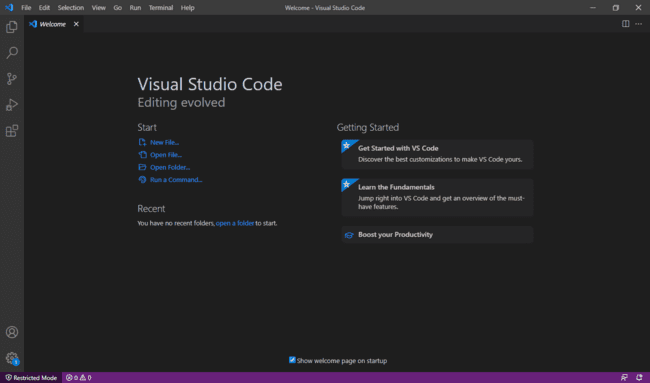 File Edit Selection View Go Run Terminal Help Welcome - Visual Studio Code
Welcome
Visual Studio Code
Editing evolved
Start
New File...
Open File...
Open Folder...
Run a Command...
Recent
You have no recent folders, open a folder to start.
Getting Started
Get Started with VS Code
Discover the best customizations to make VS Code yours.
Learn the Fundamentals
Jump right into VS Code and get an overview of the must-
have features.
Boost your Productivity
Show welcome page on startup
1
Restricted Mode 0 0